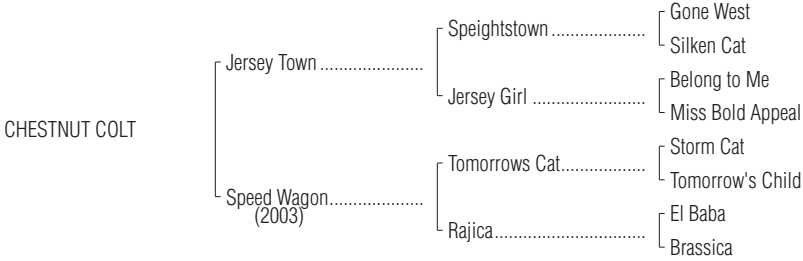 Gone West
Speightstown ....................
Silken Cat
Jersey Town ......................
Belong to Me
Jersey Girl ........................
Miss Bold Appeal
CHESTNUT COLT
Storm Cat
Tomorrows Cat..................
Tomorrow's Child
Speed Wagon....................
(2003)
El Baba
Rajica................................
Brassica